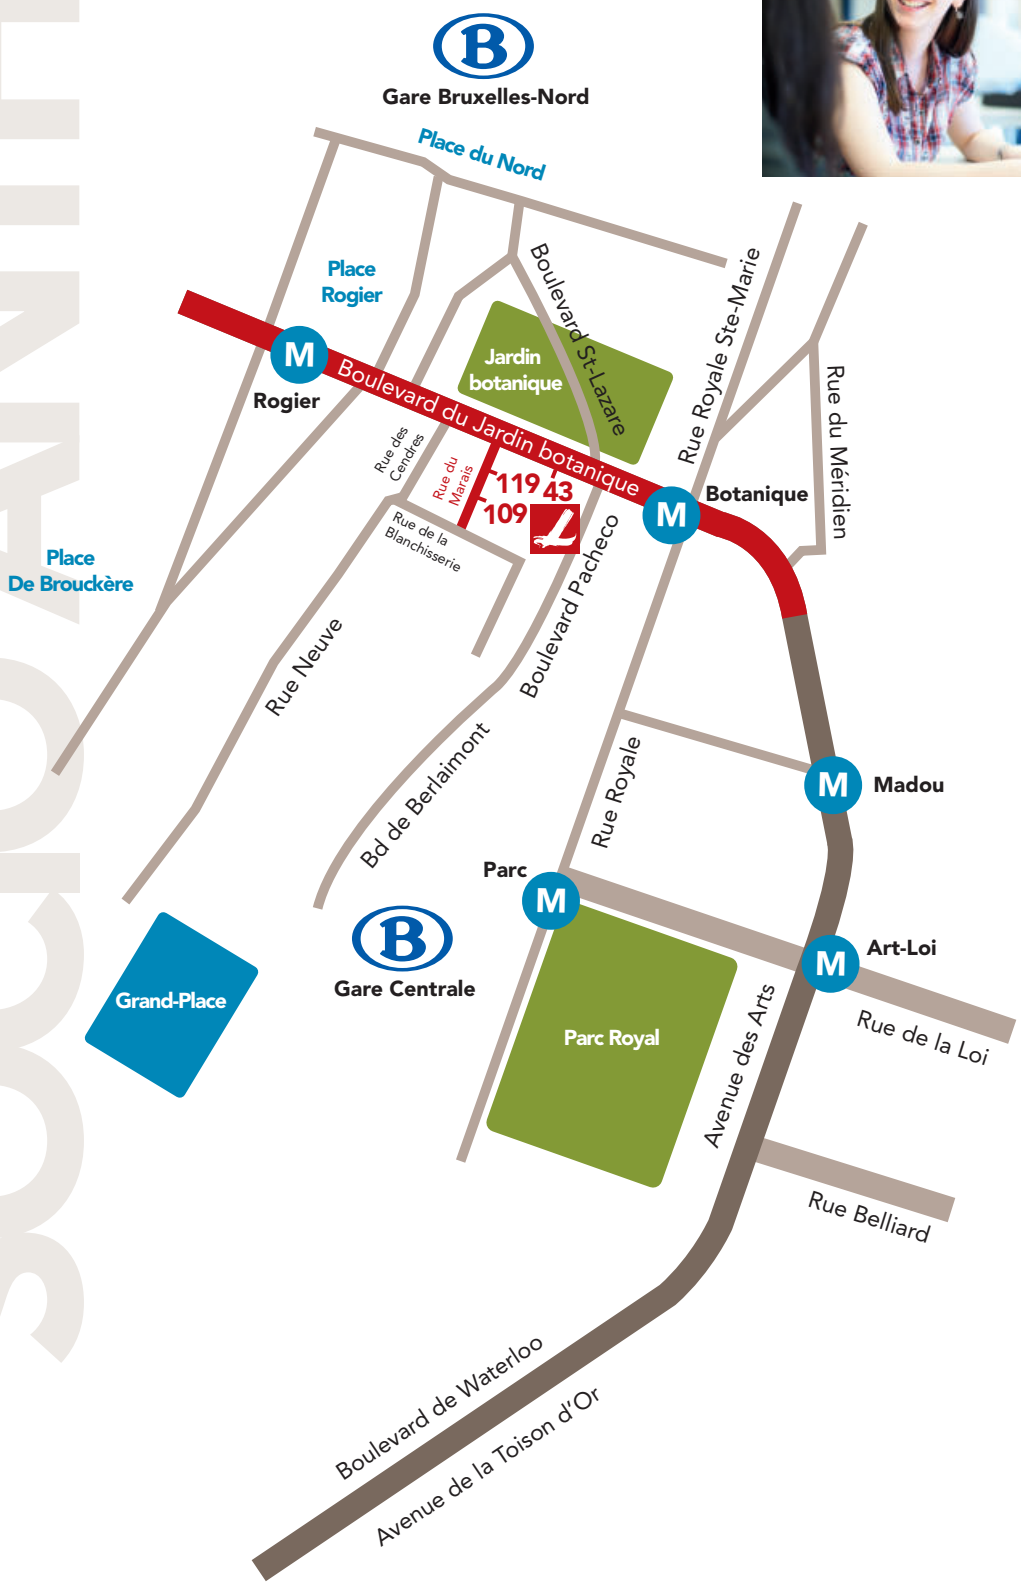 B
Gare Bruxelles-Nord
Place du Nord
Place
Rogier
M
Rogier
Boulevard du Jardin botanique
Jardin
botanique
Boulevard St-Lazare
Rue Royale Ste-Marie
Rue du Méridien
Rue des
Cendres
Rue du
Marais
119
43
109
M
Botanique
Rue de la
Blanchisserie
Place
De Brouckère
Boulevard Pacheco
Rue Neuve
Bd de Berlaimont
Rue Royale
M
Madou
Parc
M
B
Gare Centrale
Grand-Place
Parc Royal
M
Art-Loi
Rue de la Loi
Avenue des Arts
Rue Belliard
Boulevard de Waterloo
Avenue de la Toison d'Or